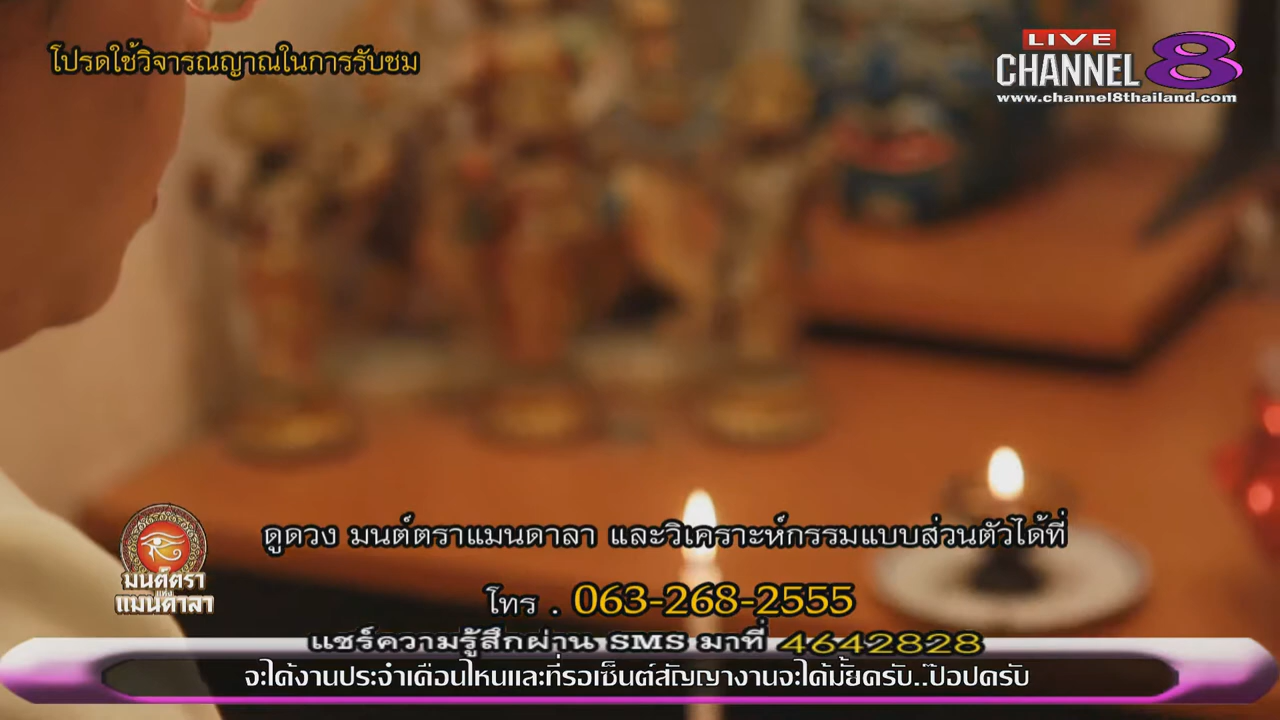 โปรดใช้วิจารณญาณในการรับชม
LIVE
CHANNEL 8
www.channel8thailand.com
ดูดวง มนต์ตราแมนดาลา และวิเคราะห์กรรมแบบส่วนตัวได้ที่
มนต์ตรา
แห่ง
แมนดาลา
โทร . 063-268-2555
แชร์ความรู้สึกผ่าน SMS มาที่ 4642828
จะได้งานประจำเดือนไหนและที่รอเซ็นต์สัญญางานจะได้มั้ยครับ..ป๊อปครับ